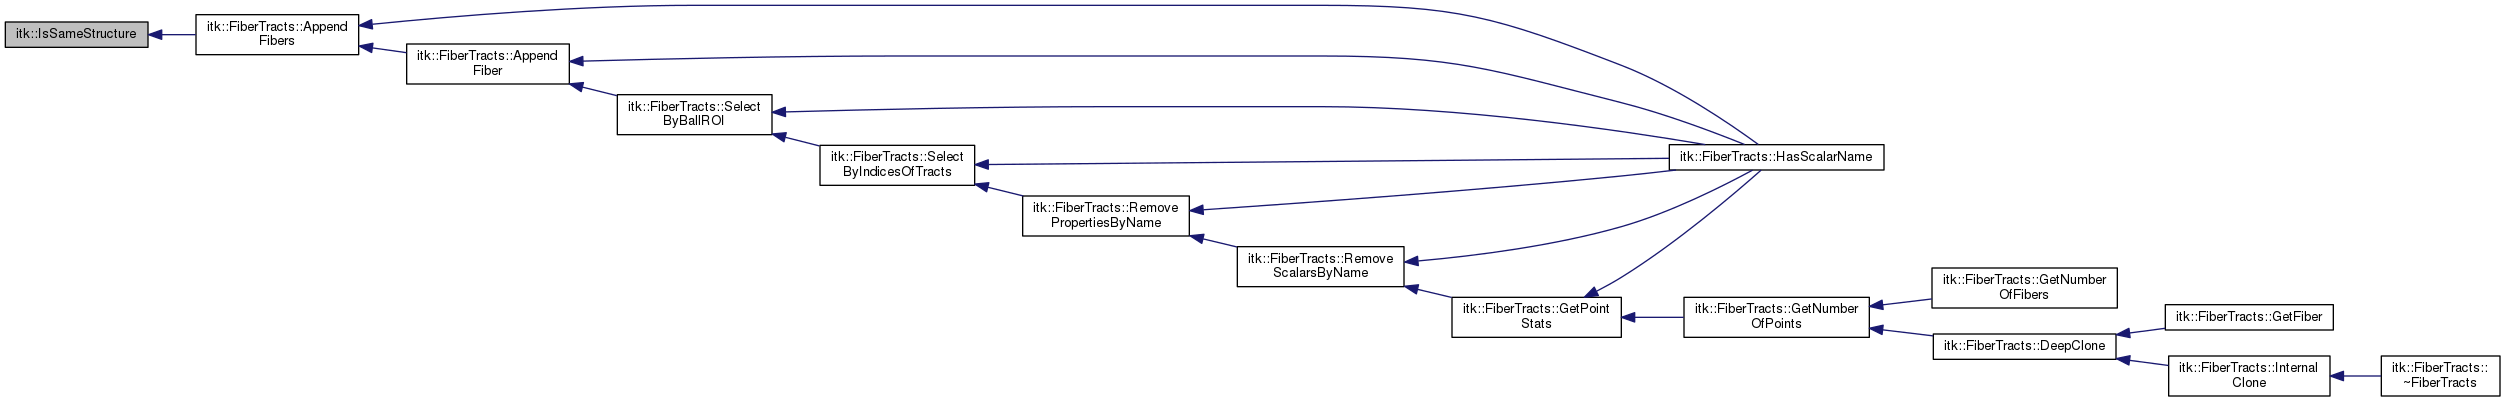 itk::IsSameStructure
itk::FiberTracts::Append
Fibers
itk::FiberTracts::Append
Fiber
itk::FiberTracts::Select
ByBallROI
itk::FiberTracts::Select
ByIndicesOfTracts
itk::FiberTracts::Remove
PropertiesByName
itk::FiberTracts::Remove
ScalarsByName
itk::FiberTracts::GetPoint
Stats
itk::FiberTracts::HasScalarName
itk::FiberTracts::GetNumber
OfPoints
itk::FiberTracts::GetNumber
OfFibers
itk::FiberTracts::DeepClone
itk::FiberTracts::GetFiber
itk::FiberTracts::Internal
Clone
itk::FiberTracts::
~FiberTracts